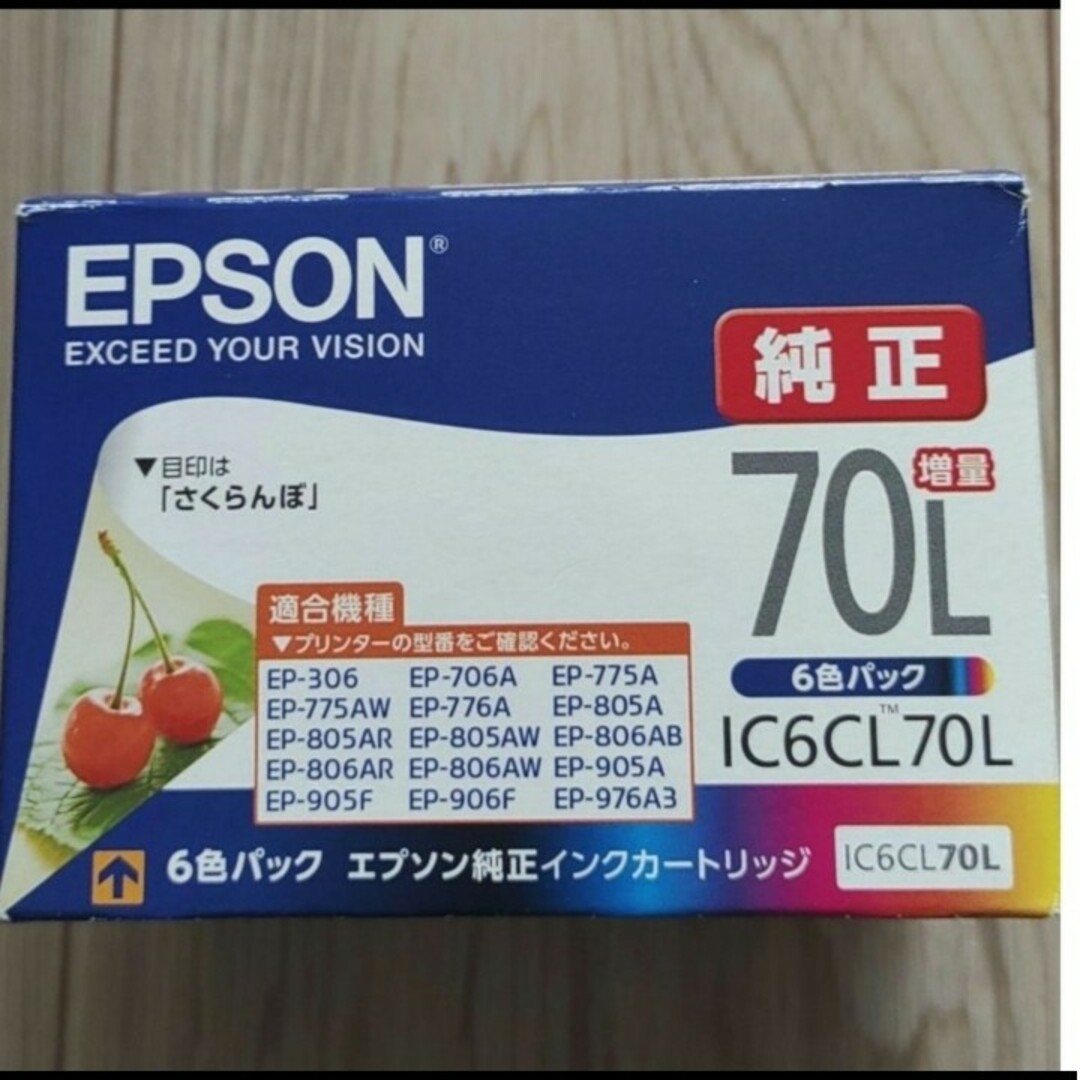 EPSON®
EXCEED YOUR VISION
純正
▼目印は
「さくらんぼ」
70L 増量
6色パック
IC6CL™70L
適合機種
▼プリンターの型番をご確認ください。
EP-306 EP-706A EP-775A
EP-775AW EP-776A EP-805A
EP-805AR EP-805AW EP-806AB
EP-806AR EP-806AW EP-905A
EP-905F EP-906F EP-976A3
6色パック エプソン純正インクカートリッジ IC6CL70L